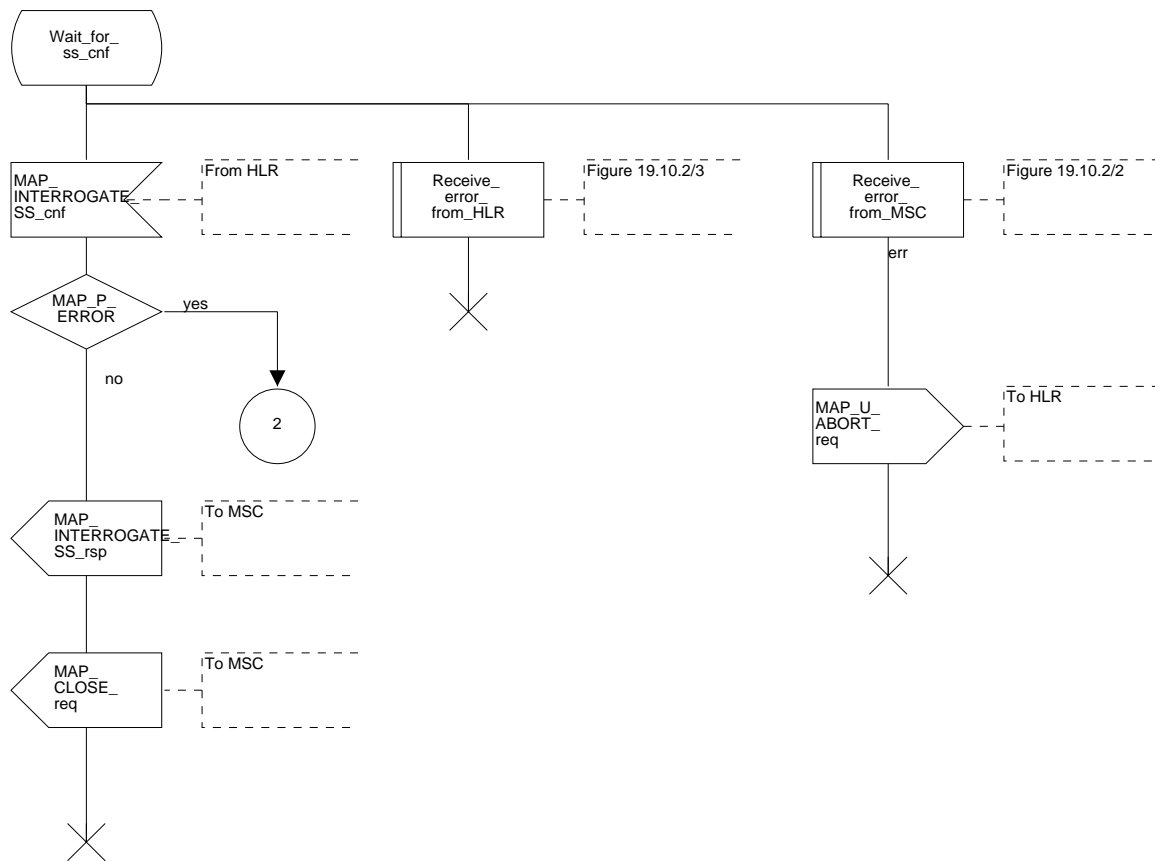 Wait_for_
ss_cnf
MAP_
INTERROGATE_
SS_cnf
From HLR
Receive_
error_
from_HLR
Figure 19.10.2/3
Receive_
error_
from_MSC
Figure 19.10.2/2
err
MAP_P_
ERROR
yes
no
2
MAP_U_
ABORT_
req
To HLR
MAP_
INTERROGATE_
SS_rsp
To MSC
MAP_
CLOSE_
req
To MSC